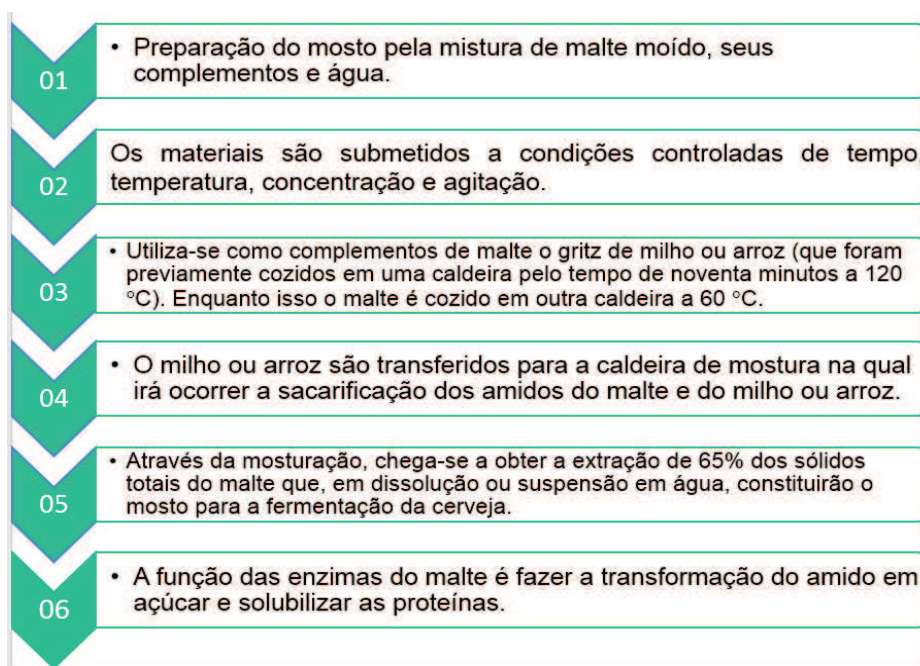 01
• Preparação do mosto pela mistura de malte moído, seus
complementos e água.
02
Os materiais são submetidos a condições controladas de tempo
temperatura, concentração e agitação.
03
• Utiliza-se como complementos de malte o gritz de milho ou arroz (que foram
previamente cozidos em uma caldeira pelo tempo de noventa minutos a 120
°C). Enquanto isso o malte é cozido em outra caldeira a 60 °C.
04
• O milho ou arroz são transferidos para a caldeira de mostura na qual
irá ocorrer a sacarificação dos amidos do malte e do milho ou arroz.
05
• Através da mosturação, chega-se a obter a extração de 65% dos sólidos
totais do malte que, em dissolução ou suspensão em água, constituirão o
mosto para a fermentação da cerveja.
06
• A função das enzimas do malte é fazer a transformação do amido em
açúcar e solubilizar as proteínas.